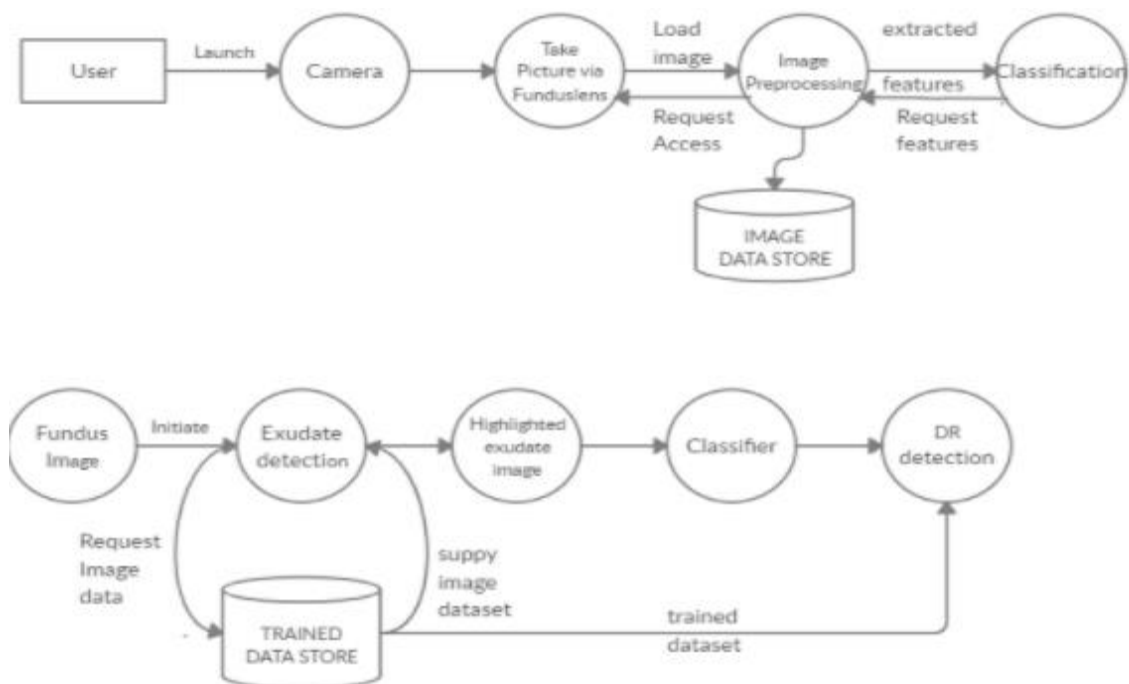 User
Launch
Camera
Take
Picture via
Funduslens
Load
image
Request
Access
Image
Preprocessing
extracted
features
Request
features
Classification
IMAGE
DATA STORE
Fundus
Image
Initiate
Exudate
detection
Highlighted
exudate
image
Classifier
DR
detection
Request
Image
data
suppy
image
dataset
TRAINED
DATA STORE
trained
dataset